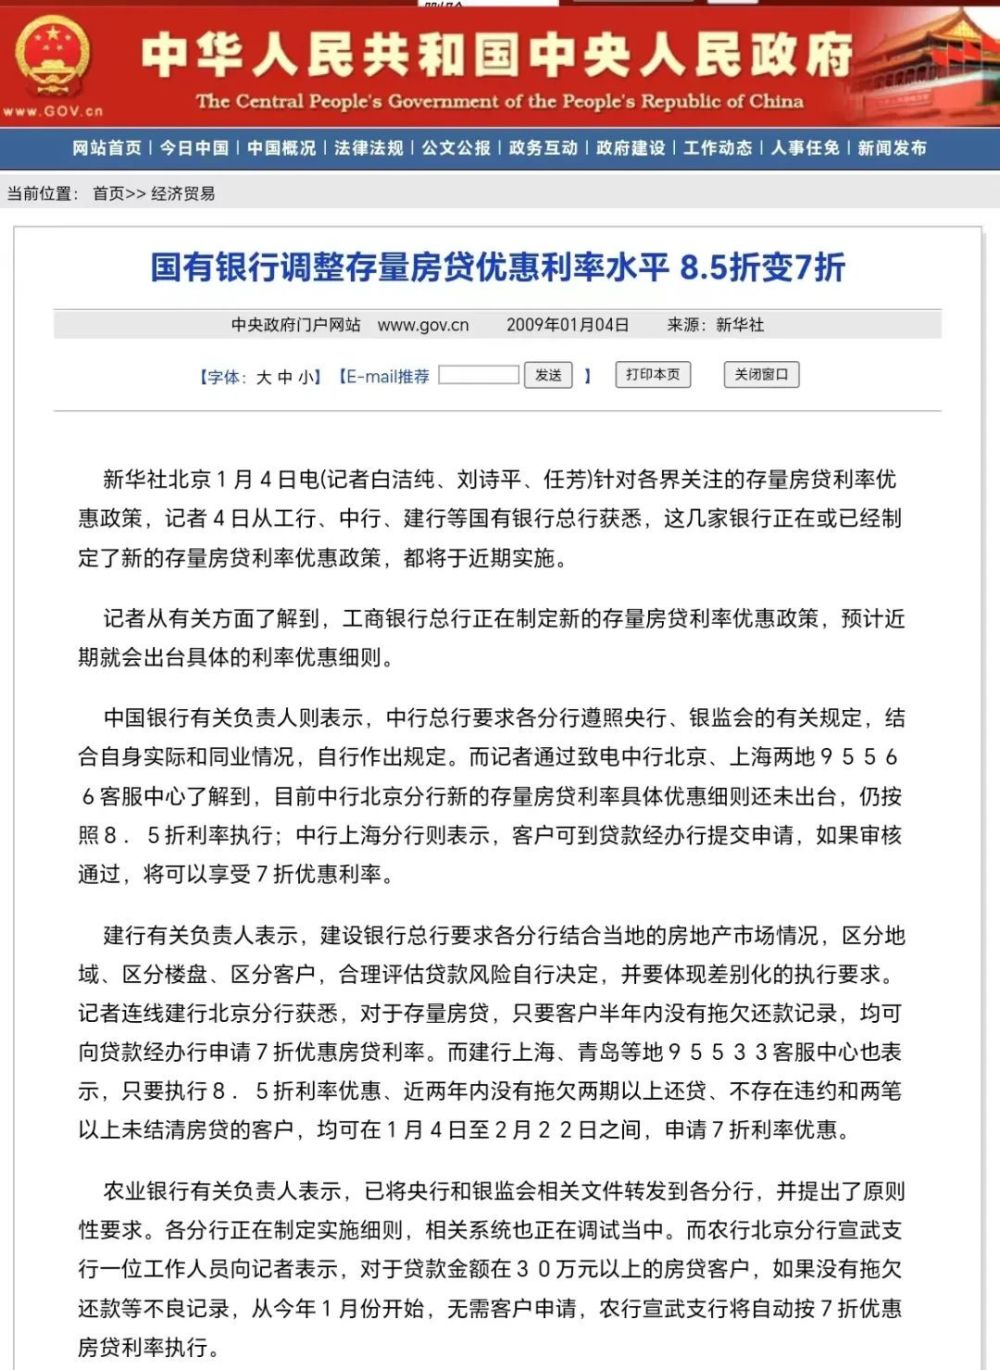 中华人民共和国中央人民政府
www.GOV.cn
The Central People's Government of the People's Republic of China
网站首页 | 今日中国 | 中国概况 | 法律法规 | 公文公报 | 政务互动 | 政府建设 | 工作动态 | 人事任免 | 新闻发布
当前位置： 首页>> 经济贸易
国有银行调整存量房贷优惠利率水平 8.5折变7折
中央政府门户网站 www.gov.cn 2009年01月04日 来源：新华社
【字体：大 中 小】【E-mail推荐 发送 】 打印本页 关闭窗口
新华社北京１月４日电(记者白洁纯、刘诗平、任芳)针对各界关注的存量房贷利率优
惠政策，记者４日从工行、中行、建行等国有银行总行获悉，这几家银行正在或已经制
定了新的存量房贷利率优惠政策，都将于近期实施。
记者从有关方面了解到，工商银行总行正在制定新的存量房贷利率优惠政策，预计近
期就会出台具体的利率优惠细则。
中国银行有关负责人则表示，中行总行要求各分行遵照央行、银监会的有关规定，结
合自身实际和同业情况，自行作出规定。而记者通过致电中行北京、上海两地９５５６
６客服中心了解到，目前中行北京分行新的存量房贷利率具体优惠细则还未出台，仍按
照８．５折利率执行；中行上海分行则表示，客户可到贷款经办行提交申请，如果审核
通过，将可以享受７折优惠利率。
建行有关负责人表示，建设银行总行要求各分行结合当地的房地产市场情况，区分地
域、区分楼盘、区分客户，合理评估贷款风险自行决定，并要体现差别化的执行要求。
记者连线建行北京分行获悉，对于存量房贷，只要客户半年内没有拖欠还款记录，均可
向贷款经办行申请７折优惠房贷利率。而建行上海、青岛等地９５５３３客服中心也表
示，只要执行８．５折利率优惠、近两年内没有拖欠两期以上还贷、不存在违约和两笔
以上未结清房贷的客户，均可在１月４日至２月２２日之间，申请７折利率优惠。
农业银行有关负责人表示，已将央行和银监会相关文件转发到各分行，并提出了原则
性要求。各分行正在制定实施细则，相关系统也正在调试当中。而农行北京分行宣武支
行一位工作人员向记者表示，对于贷款金额在３０万元以上的房贷客户，如果没有拖欠
还款等不良记录，从今年１月份开始，无需客户申请，农行宣武支行将自动按７折优惠
房贷利率执行。